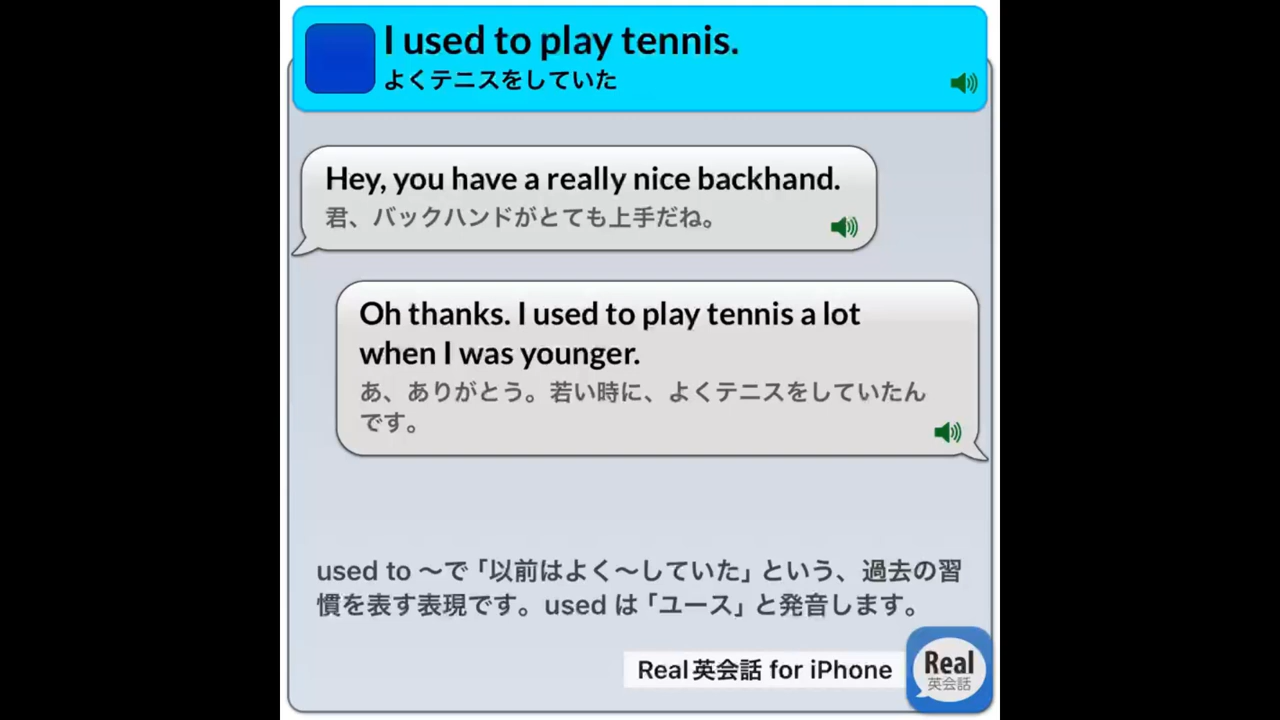 I used to play tennis.
よくテニスをしていた
Hey, you have a really nice backhand.
君、バックハンドがとても上手だね。
Oh thanks. I used to play tennis a lot
when I was younger.
あ、ありがとう。若い時に、よくテニスをしていたん
です。
used to 〜で「以前はよく〜していた」という、過去の習
慣を表す表現です。used は「ユース」と発音します。
Real英会話 for iPhone
Real
英会話